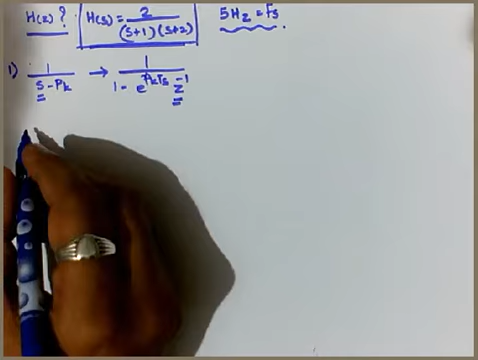 H(z) ? H(s) = 2 / (s+1)(s+2) 5Hz = Fs.
1) 1 / s - Pk → 1 / 1 - e^PkTs z^-1